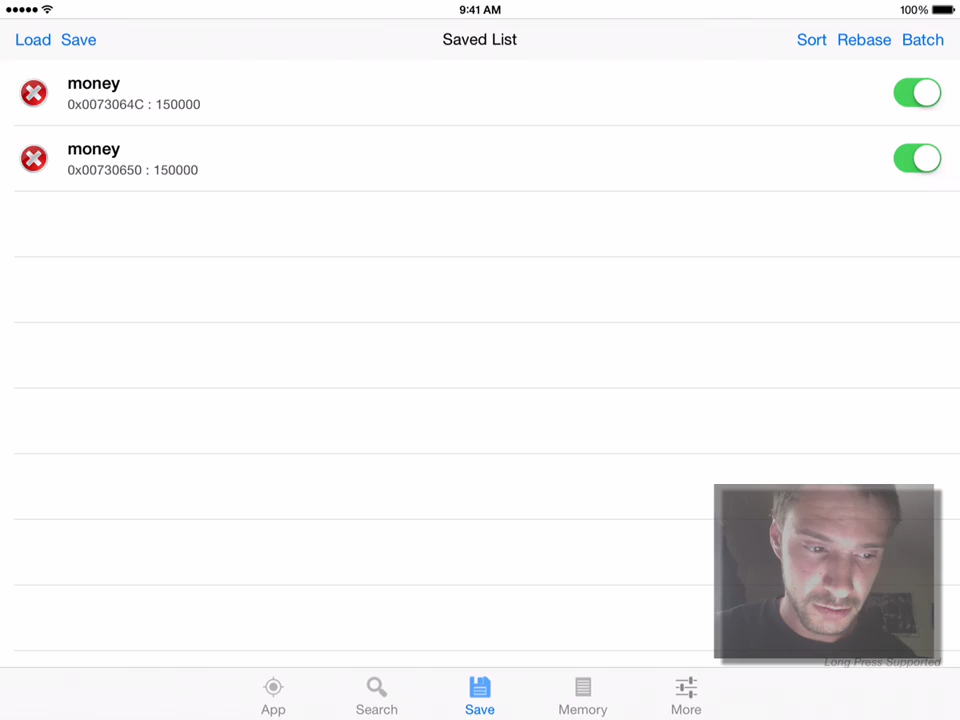 9:41 AM
100%
Load Save
Saved List
Sort Rebase Batch
money
0x0073064C : 150000
money
0x00730650 : 150000
Long Press Supported
App
Search
Save
Memory
More